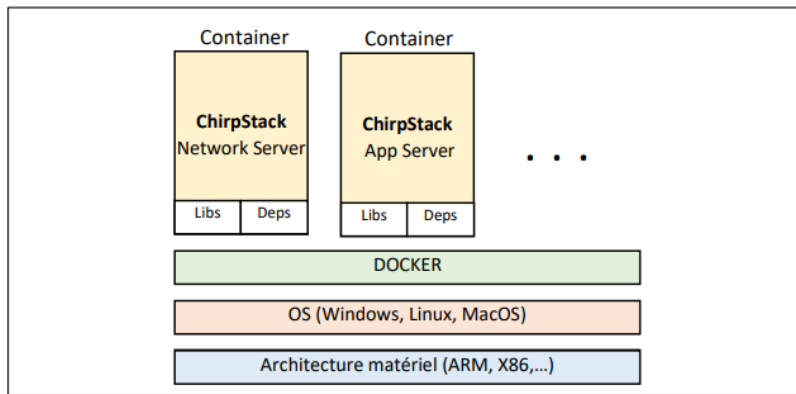 Container
Container
ChirpStack
Network Server
ChirpStack
App Server
. . .
Libs
Deps
Libs
Deps
DOCKER
OS (Windows, Linux, MacOS)
Architecture matériel (ARM, X86,...)